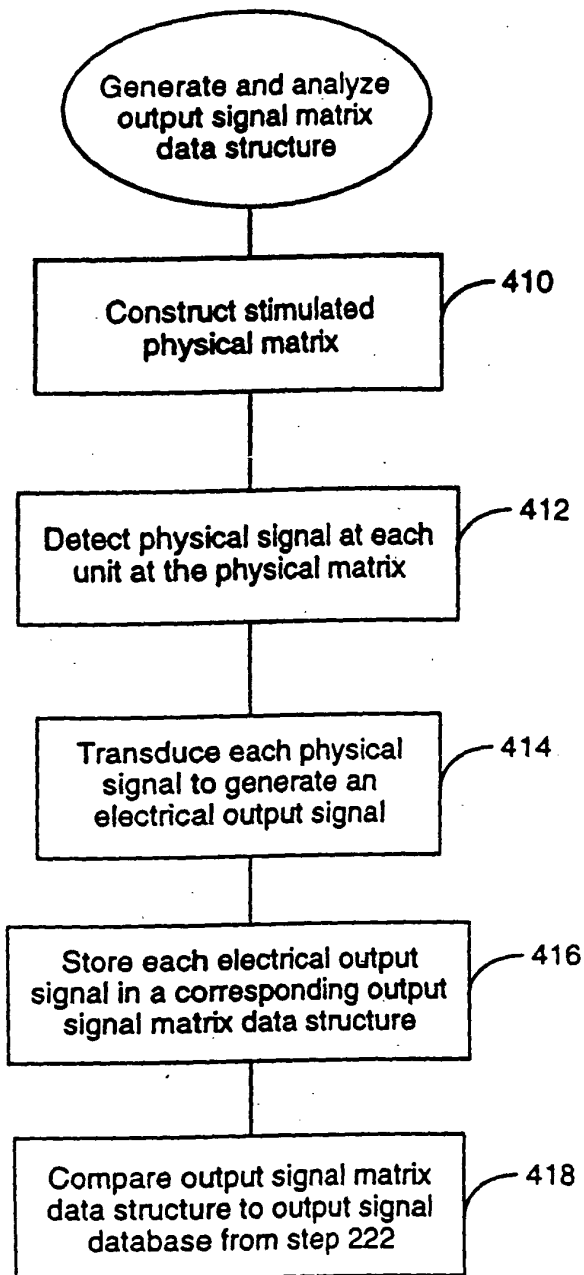 Generate and analyze
output signal matrix
data structure
410
Construct stimulated
physical matrix
412
Detect physical signal at each
unit at the physical matrix
414
Transduce each physical
signal to generate an
electrical output signal
416
Store each electrical output
signal in a corresponding output
signal matrix data structure
418
Compare output signal matrix
data structure to output signal
database from step 222